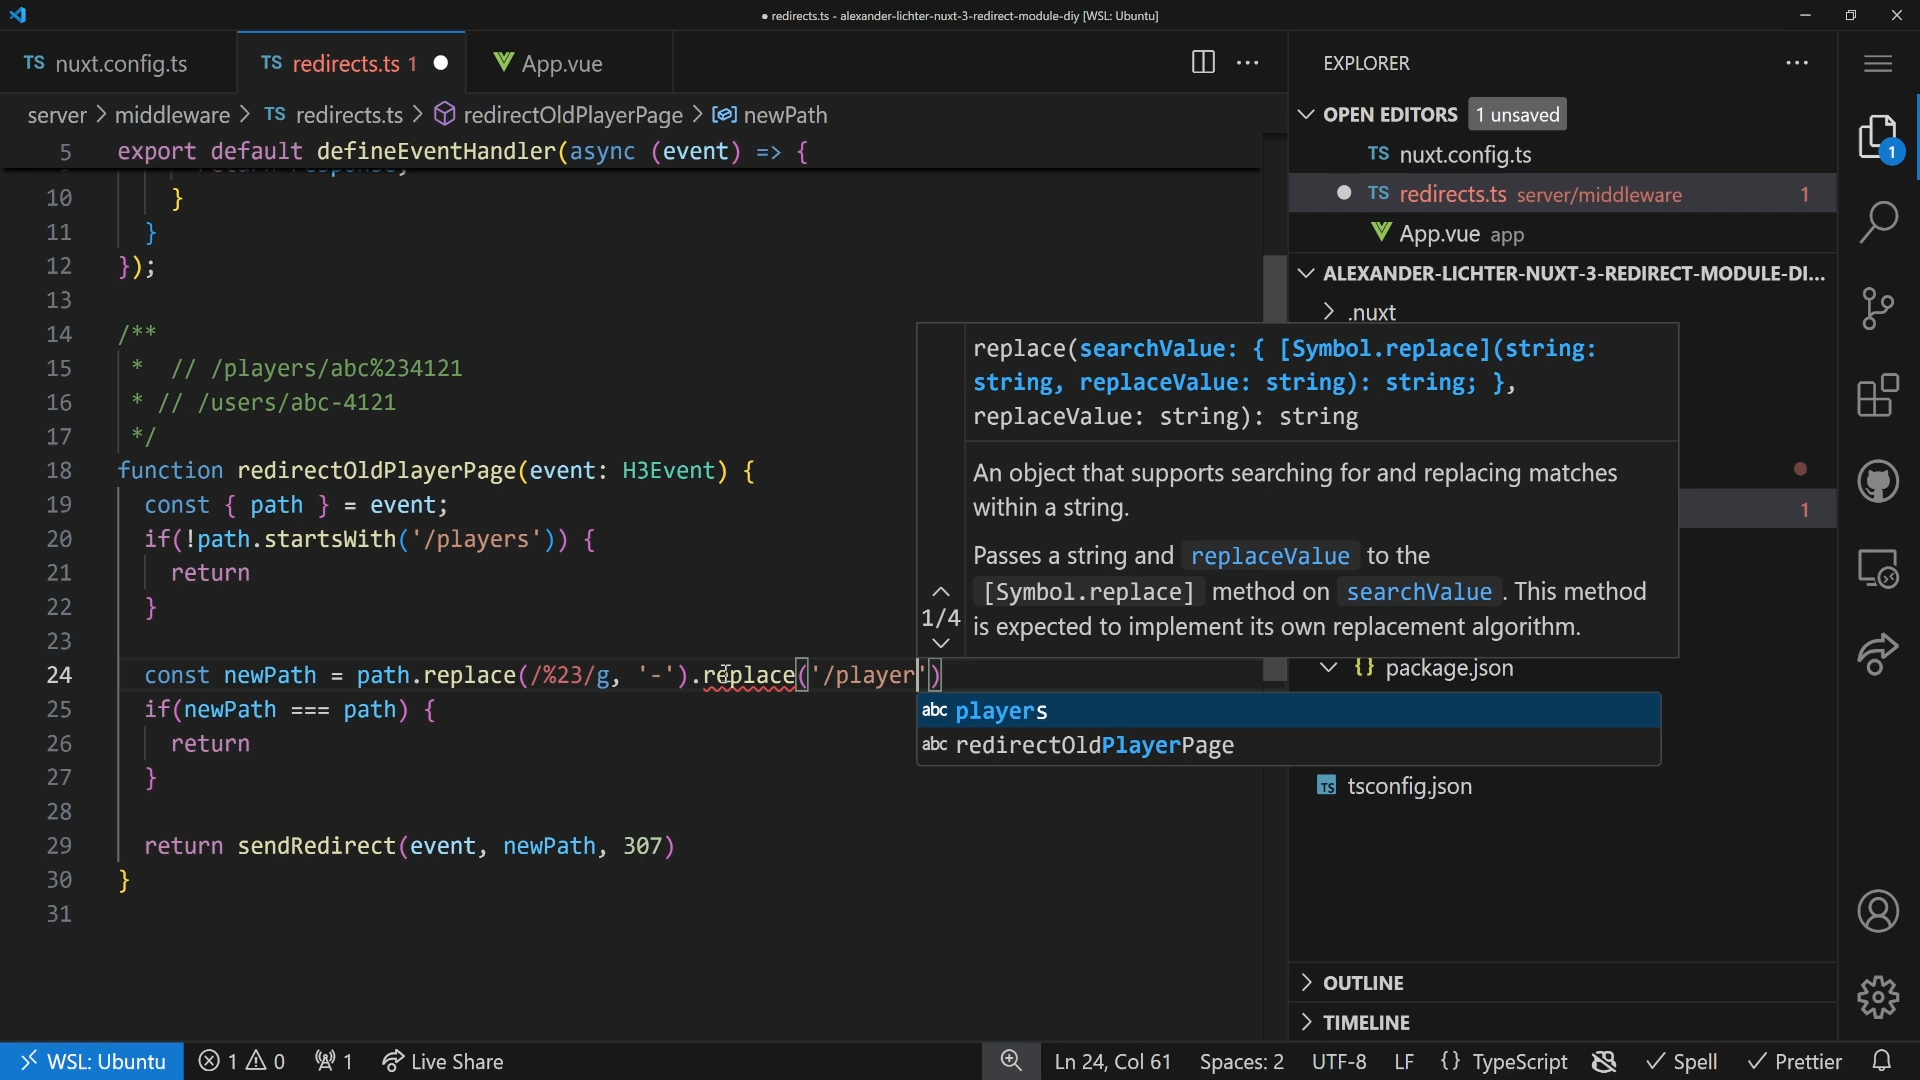 ● redirects.ts - alexander-lichter-nuxt-3-redirect-module-diy [WSL: Ubuntu]
TS nuxt.config.ts
TS redirects.ts 1
App.vue
server > middleware > TS redirects.ts > redirectOldPlayerPage > newPath
5 export default defineEventHandler(async (event) => {
10 }
11 }
12 });
13
14 /**
15 * // /players/abc%234121
16 * // /users/abc-4121
17 */
18 function redirectOldPlayerPage(event: H3Event) {
19 const { path } = event;
20 if(!path.startsWith('/players')) {
21 return
22 }
23
24 const newPath = path.replace(/%23/g, '-').replace('/player')
25 if(newPath === path) {
26 return
27 }
28
29 return sendRedirect(event, newPath, 307)
30 }
31
replace(searchValue: { [Symbol.replace](string:
string, replaceValue: string): string; },
replaceValue: string): string
An object that supports searching for and replacing matches
within a string.
Passes a string and replaceValue to the
[Symbol.replace] method on searchValue. This method
is expected to implement its own replacement algorithm.
1/4
abc players
abc redirectOldPlayerPage
EXPLORER
OPEN EDITORS 1 unsaved
TS nuxt.config.ts
TS redirects.ts server/middleware 1
App.vue app
ALEXANDER-LICHTER-NUXT-3-REDIRECT-MODULE-DI...
.nuxt
1
{} package.json
TS tsconfig.json
OUTLINE
TIMELINE
1
WSL: Ubuntu
1 0
1
Live Share
Ln 24, Col 61
Spaces: 2
UTF-8
LF
{} TypeScript
Spell
Prettier